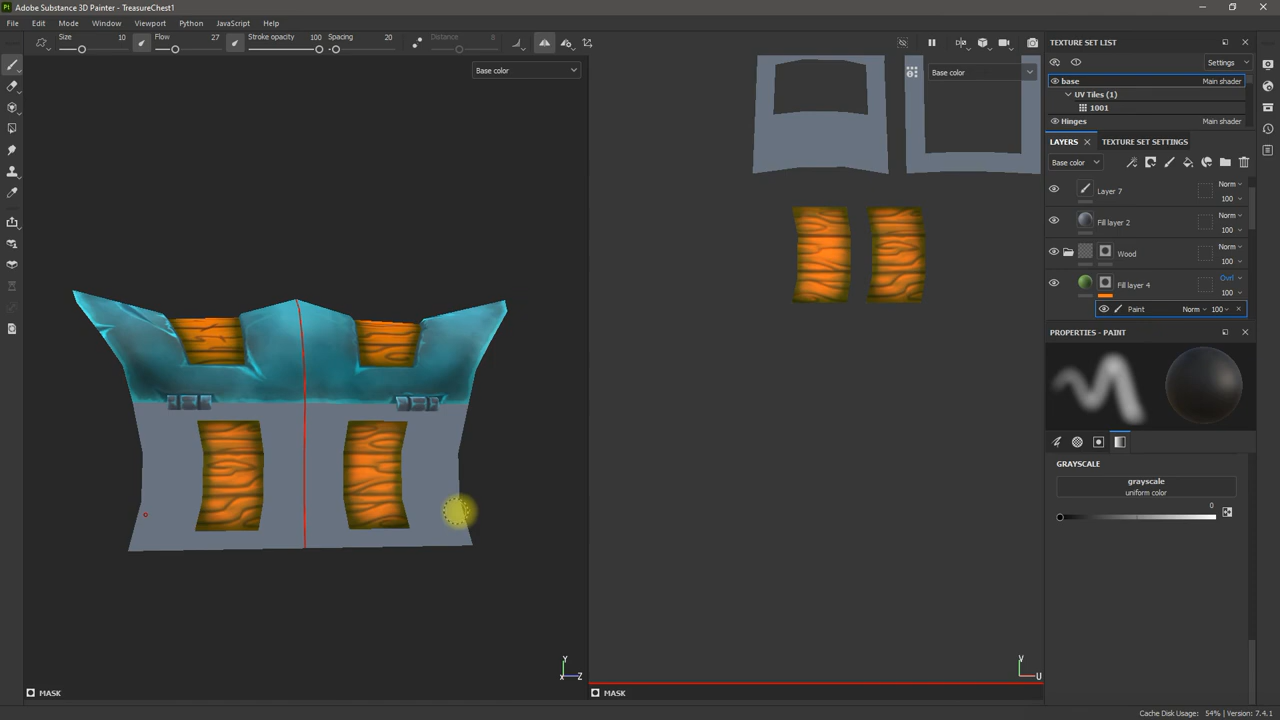 Adobe Substance 3D Painter - TreasureChest1
File Edit Mode Window Viewport Python JavaScript Help
Size 10 Flow 27 Stroke opacity 100 Spacing 20 Distance 8
Base color
Base color
TEXTURE SET LIST
Settings
base Main shader
UV Tiles (1)
1001
Hinges Main shader
LAYERS TEXTURE SET SETTINGS
Base color
Layer 7 Norm 100
Fill layer 2 Norm 100
Wood Norm 100
Fill layer 4 Ovrl 100
Paint Norm 100
PROPERTIES - PAINT
GRAYSCALE
grayscale
uniform color
0
Y
X Z
V
U
MASK
MASK
Cache Disk Usage: 54% | Version: 7.4.1